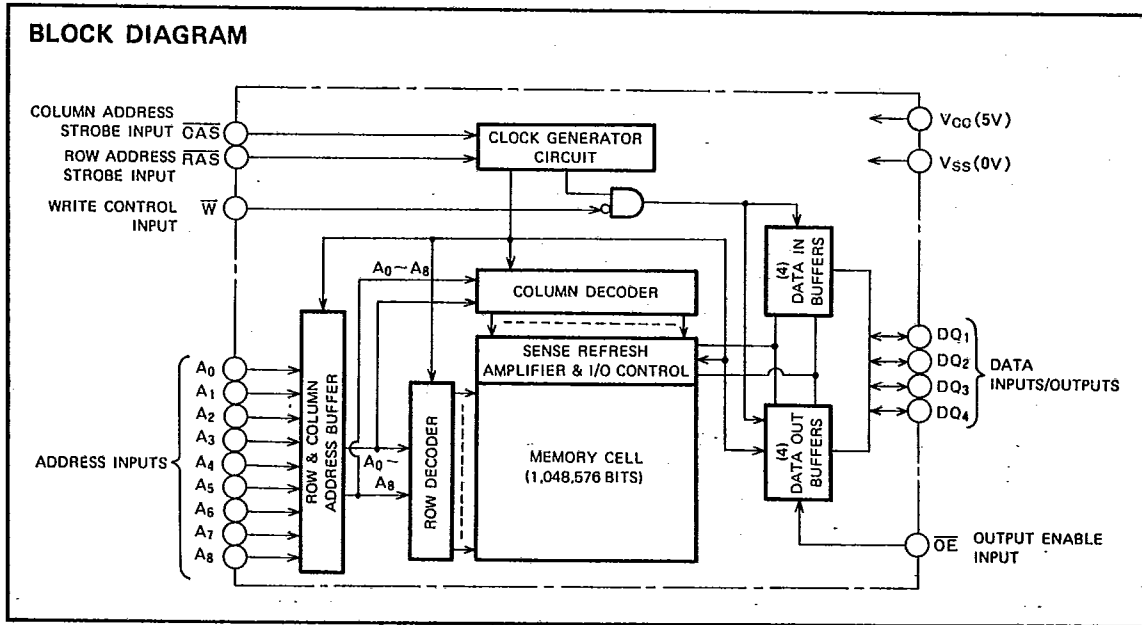 BLOCK DIAGRAM
COLUMN ADDRESS
STROBE INPUT C̅A̅S̅
ROW ADDRESS R̅A̅S̅
STROBE INPUT
WRITE CONTROL W̅
INPUT
CLOCK GENERATOR
CIRCUIT
VCC (5V)
VSS (0V)
A0~A8
COLUMN DECODER
SENSE REFRESH
AMPLIFIER & I/O CONTROL
MEMORY CELL
(1,048,576 BITS)
ROW & COLUMN
ADDRESS BUFFER
ROW DECODER
A0~
A8
(4)
DATA IN
BUFFERS
(4)
DATA OUT
BUFFERS
ADDRESS INPUTS
A0
A1
A2
A3
A4
A5
A6
A7
A8
DQ1
DQ2
DQ3
DQ4
DATA
INPUTS/OUTPUTS
O̅E̅ OUTPUT ENABLE
INPUT